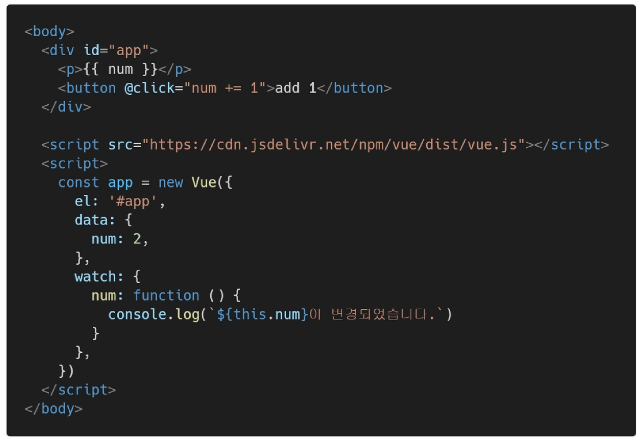 <body>
  <div id="app">
    <p>{{ num }}</p>
    <button @click="num += 1">add 1</button>
  </div>

  <script src="https://cdn.jsdelivr.net/npm/vue/dist/vue.js"></script>
  <script>
    const app = new Vue({
      el: '#app',
      data: {
        num: 2,
      },
      watch: {
        num: function () {
          console.log(`${this.num}이 변경되었습니다.`)
        }
      },
    })
  </script>
</body>